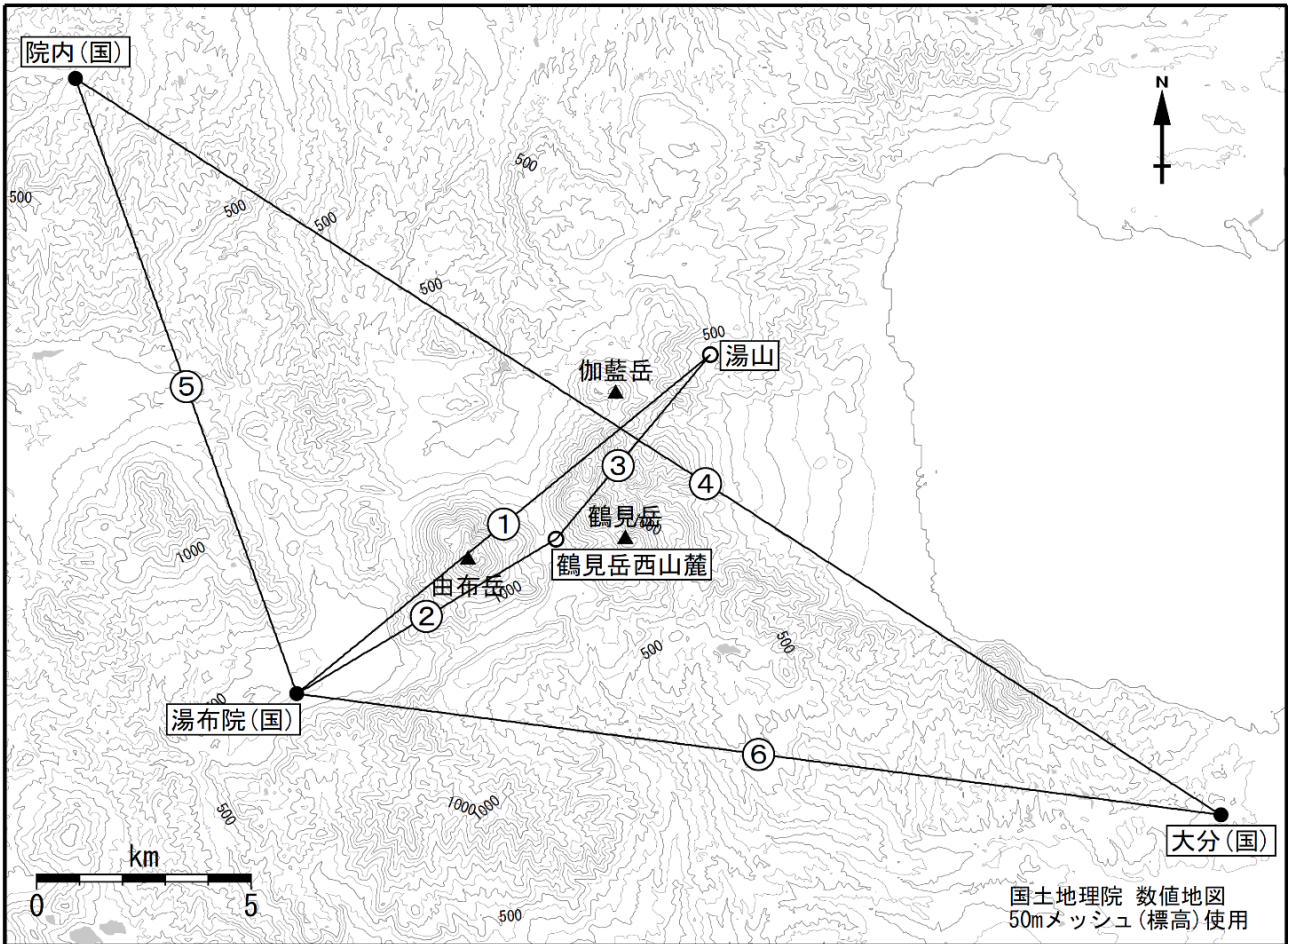 院内(国)
N
500
500
500
500
500
500
湯山
伽藍岳
⑤
③
④
鶴見岳
①
1000
鶴見岳西山麓
由布岳
1000
②
500
500
湯布院(国)
⑥
1000
1000
500
大分(国)
km
0 5
500
国土地理院 数値地図
50mメッシュ(標高)使用